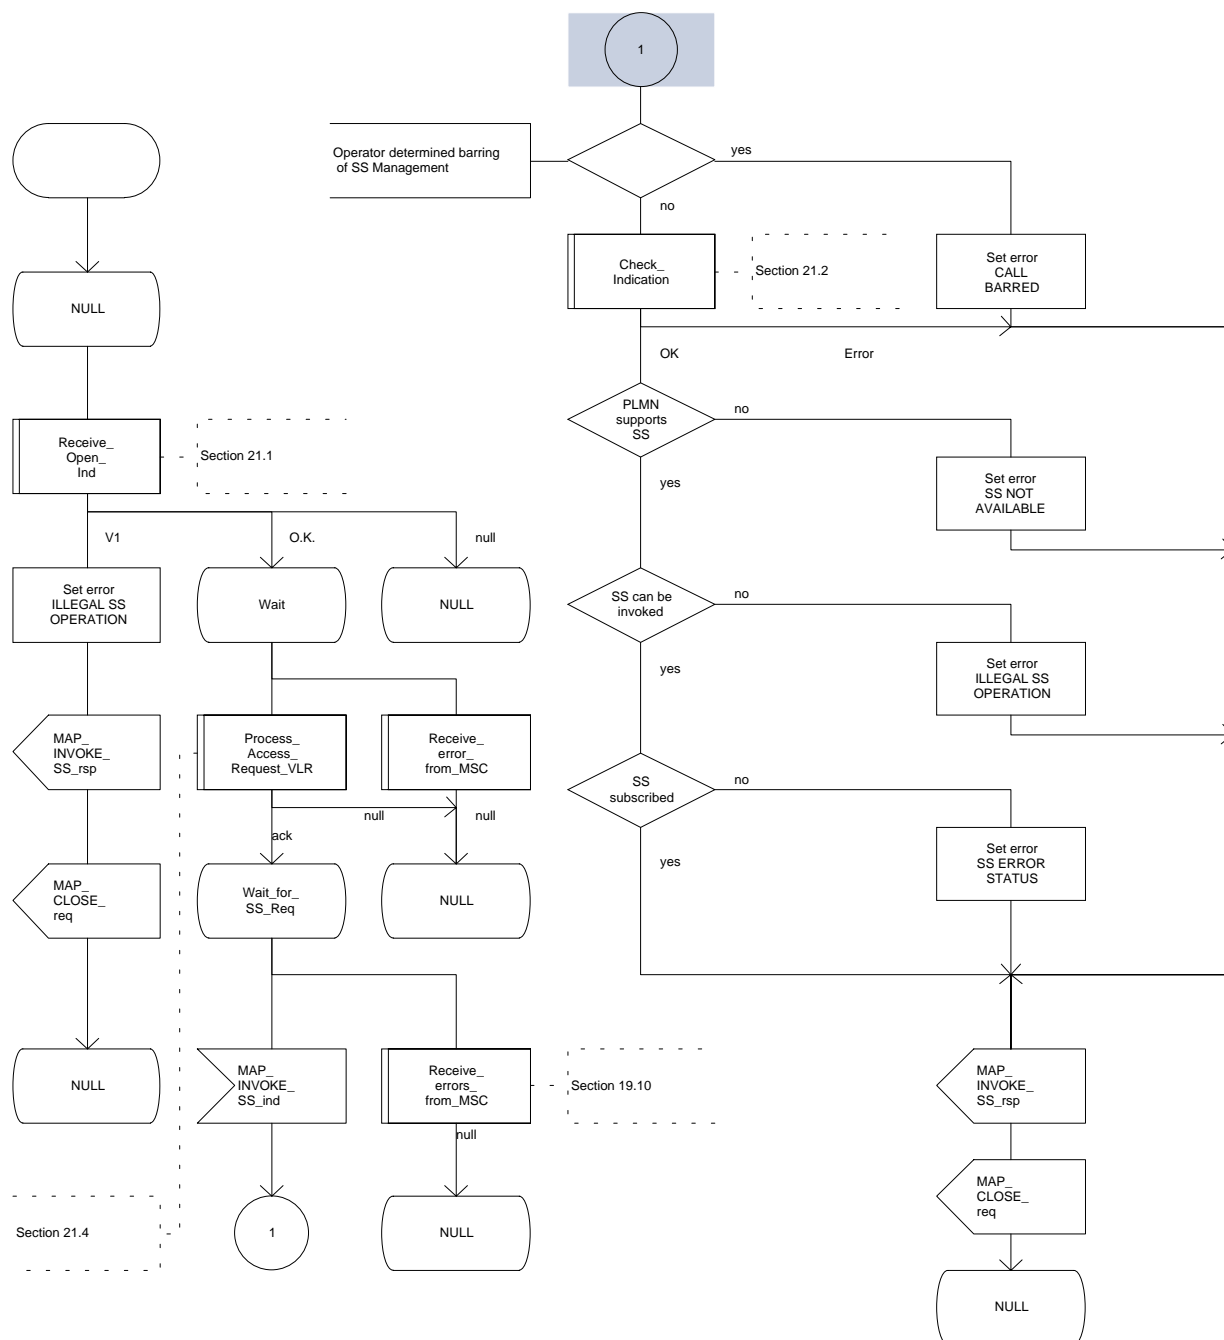 1
Operator determined barring
of SS Management
yes
no
Check_
Indication
Section 21.2
Set error
CALL
BARRED
NULL
OK
Error
PLMN
supports
SS
no
yes
Receive_
Open_
Ind
Section 21.1
Set error
SS NOT
AVAILABLE
V1
O.K.
null
Set error
ILLEGAL SS
OPERATION
Wait
NULL
SS can be
invoked
no
yes
Set error
ILLEGAL SS
OPERATION
MAP_
INVOKE_
SS_rsp
Process_
Access_
Request_VLR
Receive_
error_
from_MSC
SS
subscribed
no
yes
null
null
ack
Set error
SS ERROR
STATUS
MAP_
CLOSE_
req
Wait_for_
SS_Req
NULL
NULL
MAP_
INVOKE_
SS_ind
Receive_
errors_
from_MSC
Section 19.10
null
MAP_
INVOKE_
SS_rsp
MAP_
CLOSE_
req
Section 21.4
1
NULL
NULL